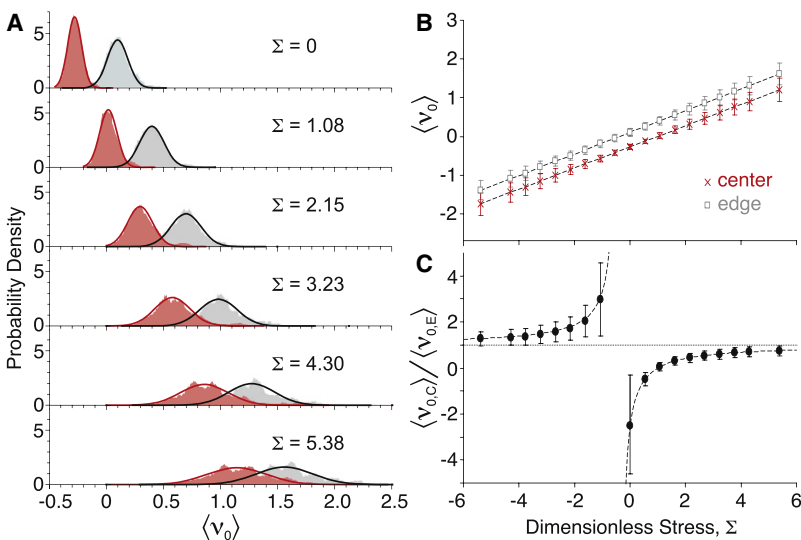 A
Σ = 0
5
0
Σ = 1.08
5
0
Σ = 2.15
5
0
Σ = 3.23
5
0
Σ = 4.30
5
0
Σ = 5.38
5
0
-0.5 0 0.5 1.0 1.5 2.0 2.5
⟨ν₀⟩
Probability Density
B
3
2
1
0
-1
-2
⟨ν₀⟩
center
edge
C
4
2
0
-2
-4
⟨ν₀,C⟩/⟨ν₀,E⟩
-6 -4 -2 0 2 4 6
Dimensionless Stress, Σ